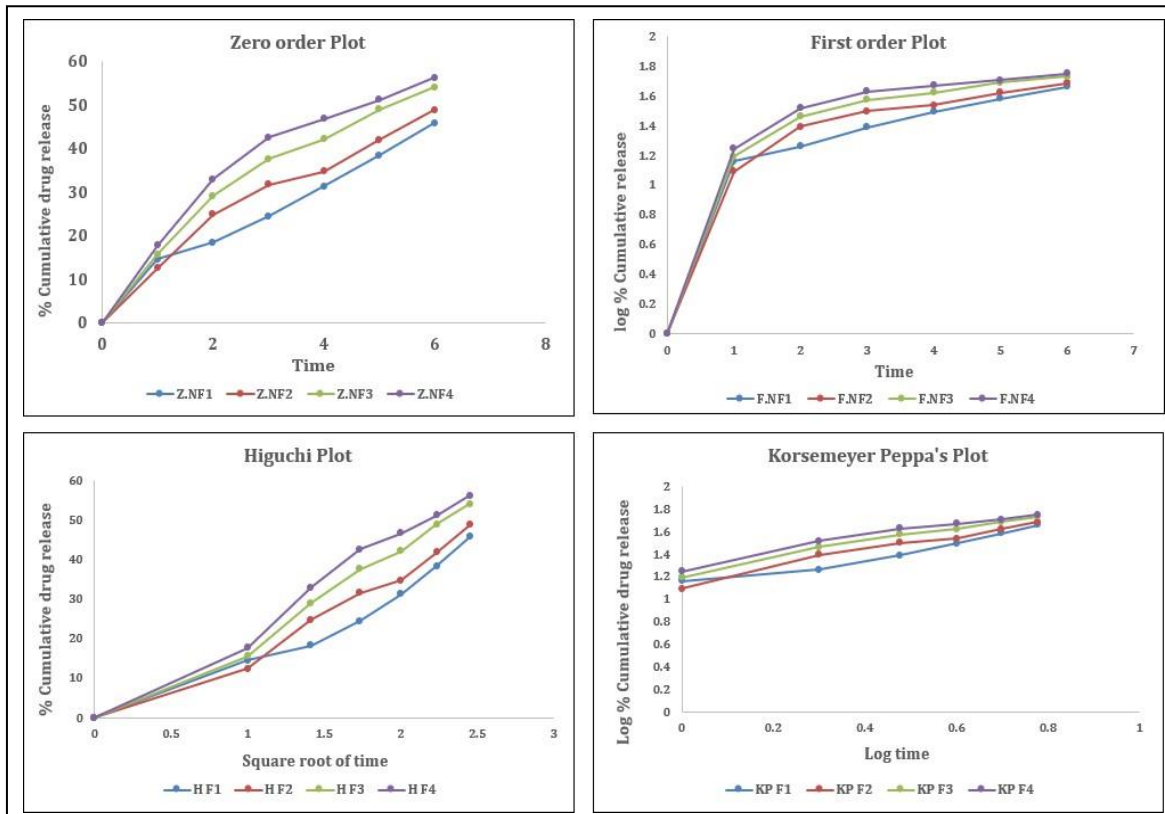 Zero order Plot
% Cumulative drug release
60
50
40
30
20
10
0
0 2 4 6 8
Time
Z.NF1 Z.NF2 Z.NF3 Z.NF4
First order Plot
log % Cumulative release
2
1.8
1.6
1.4
1.2
1
0.8
0.6
0.4
0.2
0
0 1 2 3 4 5 6 7
Time
F.NF1 F.NF2 F.NF3 F.NF4
Higuchi Plot
% Cumulative drug release
60
50
40
30
20
10
0
0 0.5 1 1.5 2 2.5 3
Square root of time
H F1 H F2 H F3 H F4
Korsemeyer Peppa's Plot
Log % Cumulative drug release
2
1.8
1.6
1.4
1.2
1
0.8
0.6
0.4
0.2
0
0 0.2 0.4 0.6 0.8 1
Log time
KP F1 KP F2 KP F3 KP F4